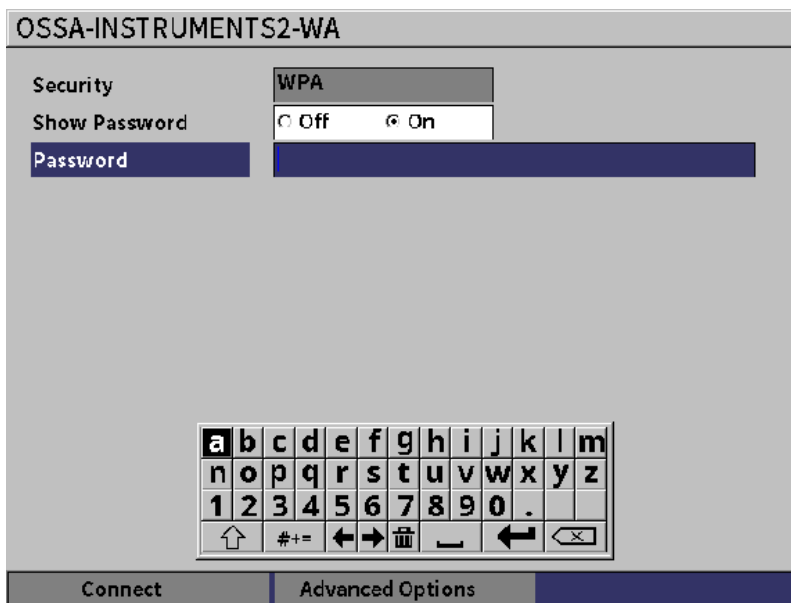 OSSA-INSTRUMENTS2-WA
Security WPA
Show Password Off On
Password
a b c d e f g h i j k l m
n o p q r s t u v w x y z
1 2 3 4 5 6 7 8 9 0 .
#+=
Connect Advanced Options